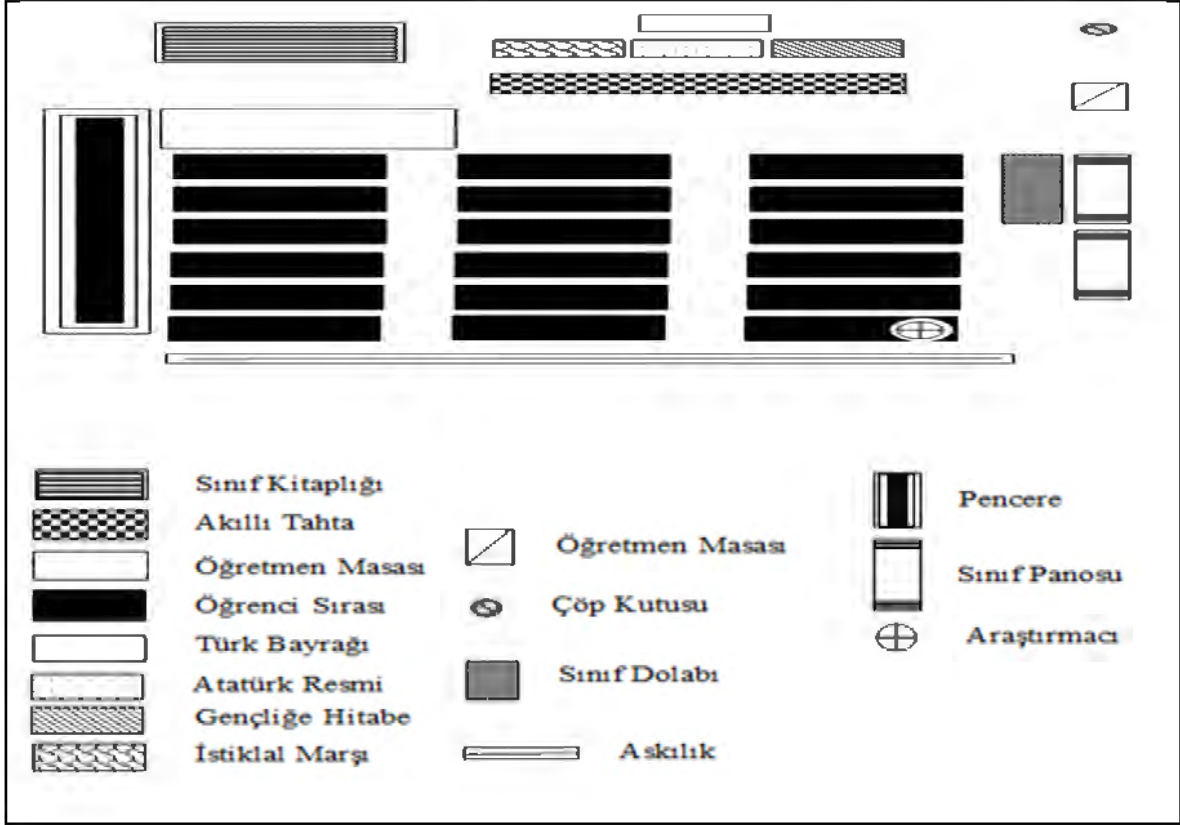 Sınıf Kitaplığı
Akıllı Tahta
Öğretmen Masası
Öğrenci Sırası
Türk Bayrağı
Atatürk Resmi
Gençliğe Hitabe
İstiklal Marşı
Öğretmen Masası
Çöp Kutusu
Sınıf Dolabı
Askılık
Pencere
Sınıf Panosu
Araştırmacı